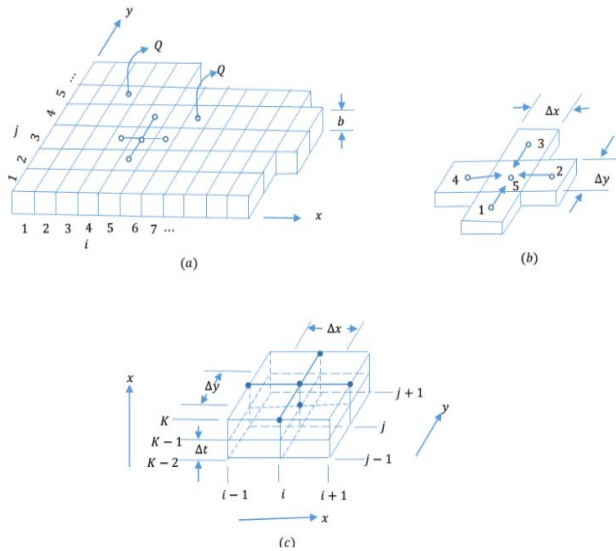 y
Q
Q
5 ...
4
j
3
2
1
b
1 2 3 4 5 6 7 ...
i
x
(a)
Δx
3
4
2
5
1
Δy
(b)
Δx
x
Δy
j + 1
y
K
j
K − 1
Δt
K − 2
j − 1
i − 1
i
i + 1
x
(c)